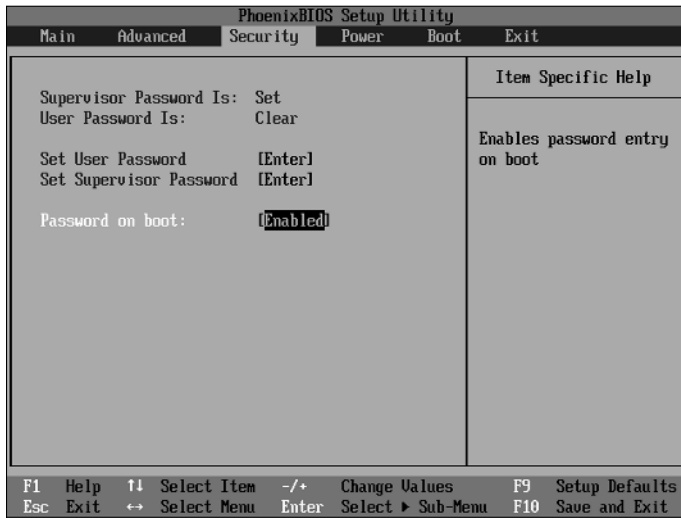 PhoenixBIOS Setup Utility
Main Advanced Security Power Boot Exit
Item Specific Help
Supervisor Password Is: Set
User Password Is: Clear
Enables password entry
on boot
Set User Password [Enter]
Set Supervisor Password [Enter]
Password on boot: [Enabled]
F1 Help ↑↓ Select Item -/+ Change Values F9 Setup Defaults
Esc Exit ↔ Select Menu Enter Select ▶ Sub-Menu F10 Save and Exit